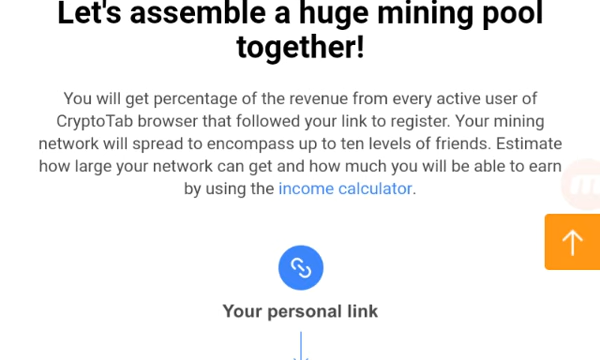 Let's assemble a huge mining pool
together!
You will get percentage of the revenue from every active user of
CryptoTab browser that followed your link to register. Your mining
network will spread to encompass up to ten levels of friends. Estimate
how large your network can get and how much you will be able to earn
by using the income calculator.
Your personal link